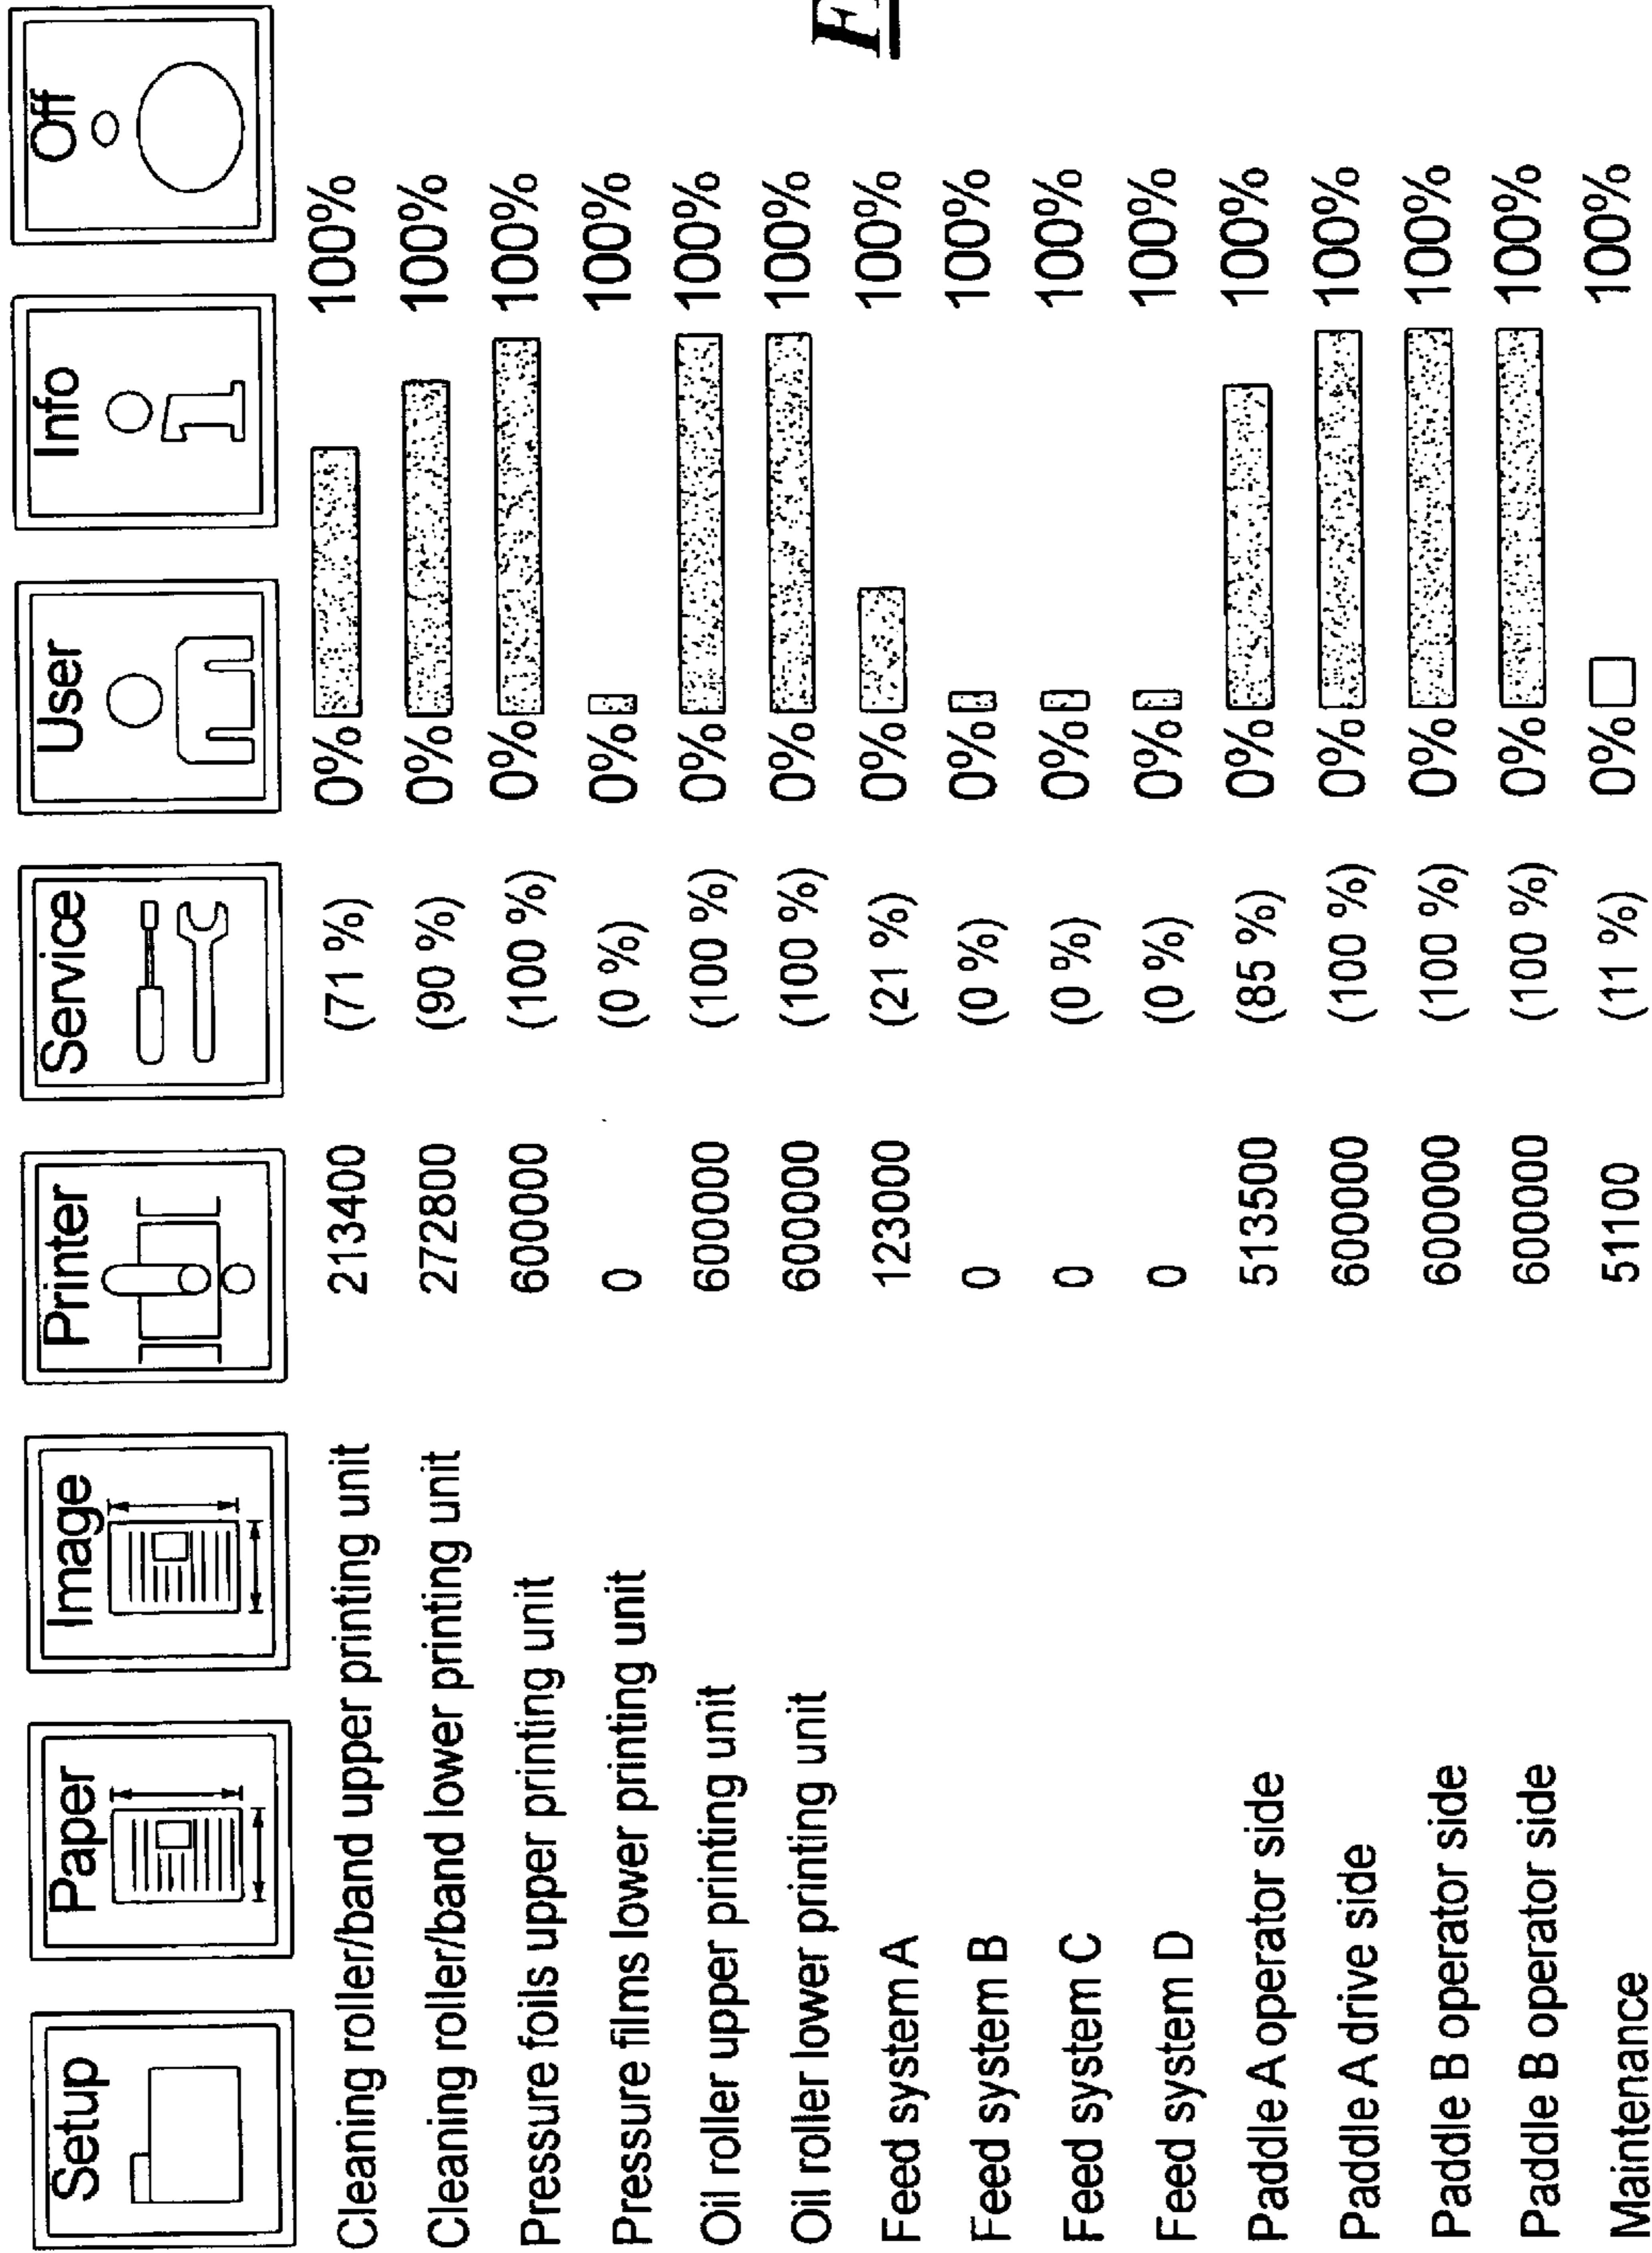 Setup Paper Image Printer Service User Info Off
Cleaning roller/band upper printing unit 213400 (71 %) 0% 100%
Cleaning roller/band lower printing unit 272800 (90 %) 0% 100%
Pressure foils upper printing unit 600000 (100 %) 0% 100%
Pressure films lower printing unit 0 (0 %) 0% 100%
Oil roller upper printing unit 600000 (100 %) 0% 100%
Oil roller lower printing unit 600000 (100 %) 0% 100%
Feed system A 123000 (21 %) 0% 100%
Feed system B 0 (0 %) 0% 100%
Feed system C 0 (0 %) 0% 100%
Feed system D 0 (0 %) 0% 100%
Paddle A operator side 513500 (85 %) 0% 100%
Paddle A drive side 600000 (100 %) 0% 100%
Paddle B operator side 600000 (100 %) 0% 100%
Paddle B operator side 600000 (100 %) 0% 100%
Maintenance 51100 (11 %) 0% 100%